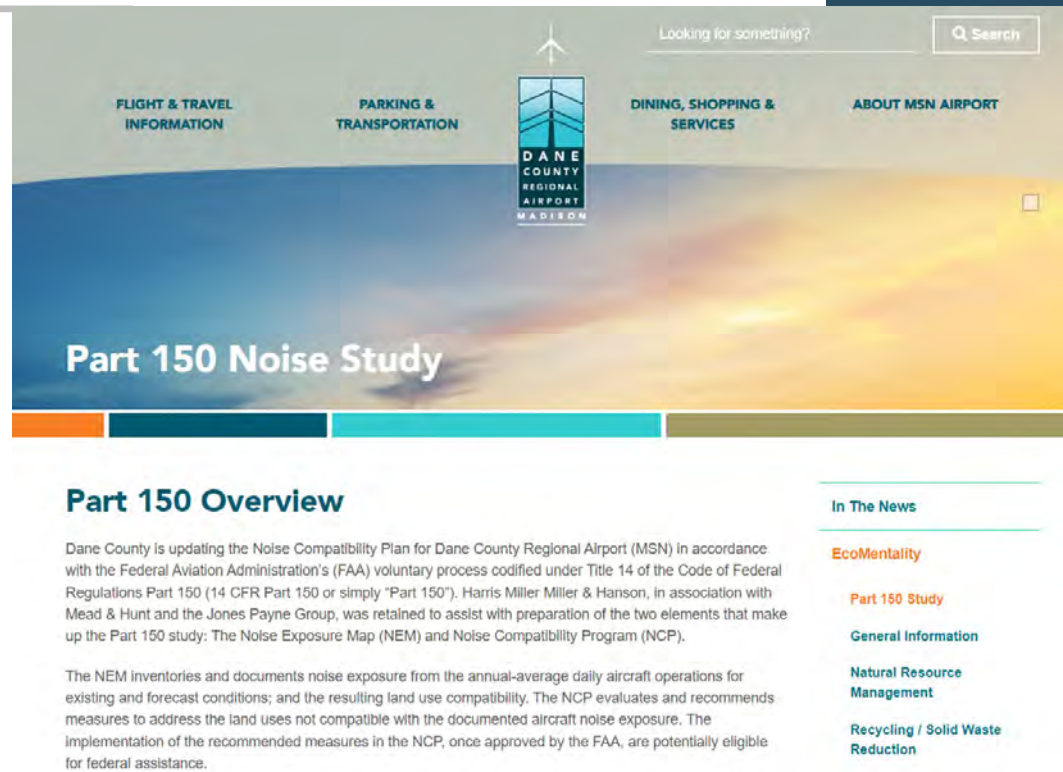 Looking for something?
Search
FLIGHT & TRAVEL
INFORMATION
PARKING &
TRANSPORTATION
DANE
COUNTY
REGIONAL
AIRPORT
MADISON
DINING, SHOPPING &
SERVICES
ABOUT MSN AIRPORT
Part 150 Noise Study
Part 150 Overview
Dane County is updating the Noise Compatibility Plan for Dane County Regional Airport (MSN) in accordance
with the Federal Aviation Administration's (FAA) voluntary process codified under Title 14 of the Code of Federal
Regulations Part 150 (14 CFR Part 150 or simply "Part 150"). Harris Miller Miller & Hanson, in association with
Mead & Hunt and the Jones Payne Group, was retained to assist with preparation of the two elements that make
up the Part 150 study: The Noise Exposure Map (NEM) and Noise Compatibility Program (NCP).
The NEM inventories and documents noise exposure from the annual-average daily aircraft operations for
existing and forecast conditions; and the resulting land use compatibility. The NCP evaluates and recommends
measures to address the land uses not compatible with the documented aircraft noise exposure. The
implementation of the recommended measures in the NCP, once approved by the FAA, are potentially eligible
for federal assistance.
In The News
EcoMentality
Part 150 Study
General Information
Natural Resource
Management
Recycling / Solid Waste
Reduction